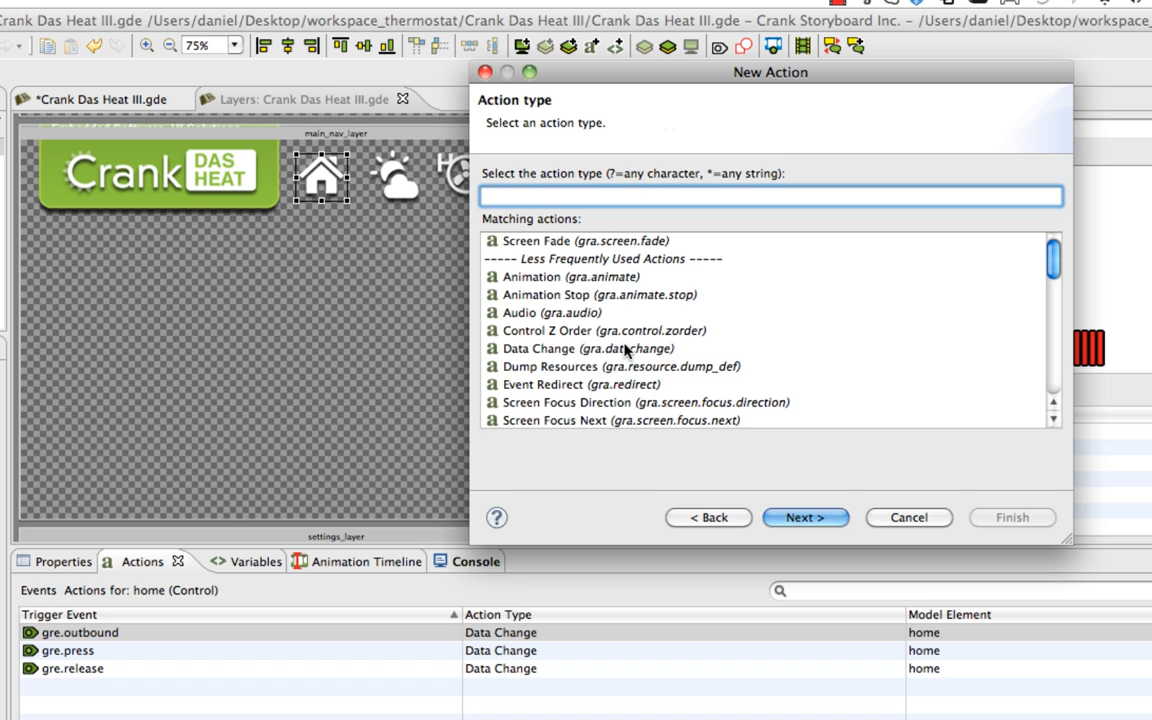 Crank Das Heat III.gde /Users/daniel/Desktop/workspace_thermostat/Crank Das Heat III/Crank Das Heat III.gde – Crank Storyboard Inc. – /Users/daniel/Desktop/workspace_
75%
New Action
*Crank Das Heat III.gde
Layers: Crank Das Heat III.gde
Action type
Select an action type.
main_nav_layer
Crank DAS HEAT
Select the action type (?=any character, *=any string):
Matching actions:
Screen Fade (gra.screen.fade)
----- Less Frequently Used Actions -----
Animation (gra.animate)
Animation Stop (gra.animate.stop)
Audio (gra.audio)
Control Z Order (gra.control.zorder)
Data Change (gra.datachange)
Dump Resources (gra.resource.dump_def)
Event Redirect (gra.redirect)
Screen Focus Direction (gra.screen.focus.direction)
Screen Focus Next (gra.screen.focus.next)
?
< Back
Next >
Cancel
Finish
settings_layer
Properties
a Actions
<> Variables
Animation Timeline
Console
Events Actions for: home (Control)
Trigger Event
Action Type
Model Element
gre.outbound
Data Change
home
gre.press
Data Change
home
gre.release
Data Change
home